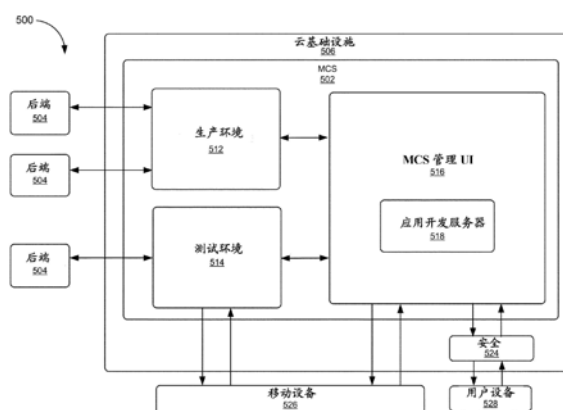 500
云基础设施
506
MCS
502
后端
504
生产环境
512
后端
504
MCS 管理 UI
516
应用开发服务器
518
测试环境
514
后端
504
安全
524
移动设备
526
用户设备
528